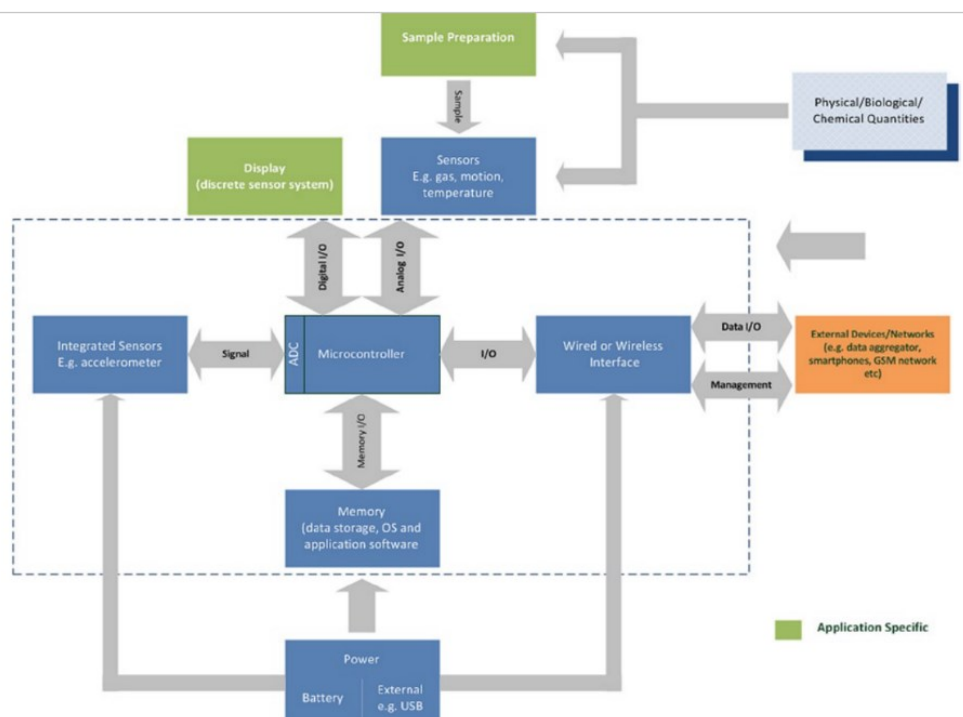 Sample Preparation
Sample
Physical/Biological/
Chemical Quantities
Sensors
E.g. gas, motion,
temperature
Display
(discrete sensor system)
Digital I/O
Analog I/O
Integrated Sensors
E.g. accelerometer
Signal
ADC
Microcontroller
I/O
Wired or Wireless
Interface
Data I/O
Management
External Devices/Networks
(e.g. data aggregator,
smartphones, GSM network
etc)
Memory I/O
Memory
(data storage, OS and
application software
Power
Battery
External
e.g. USB
Application Specific